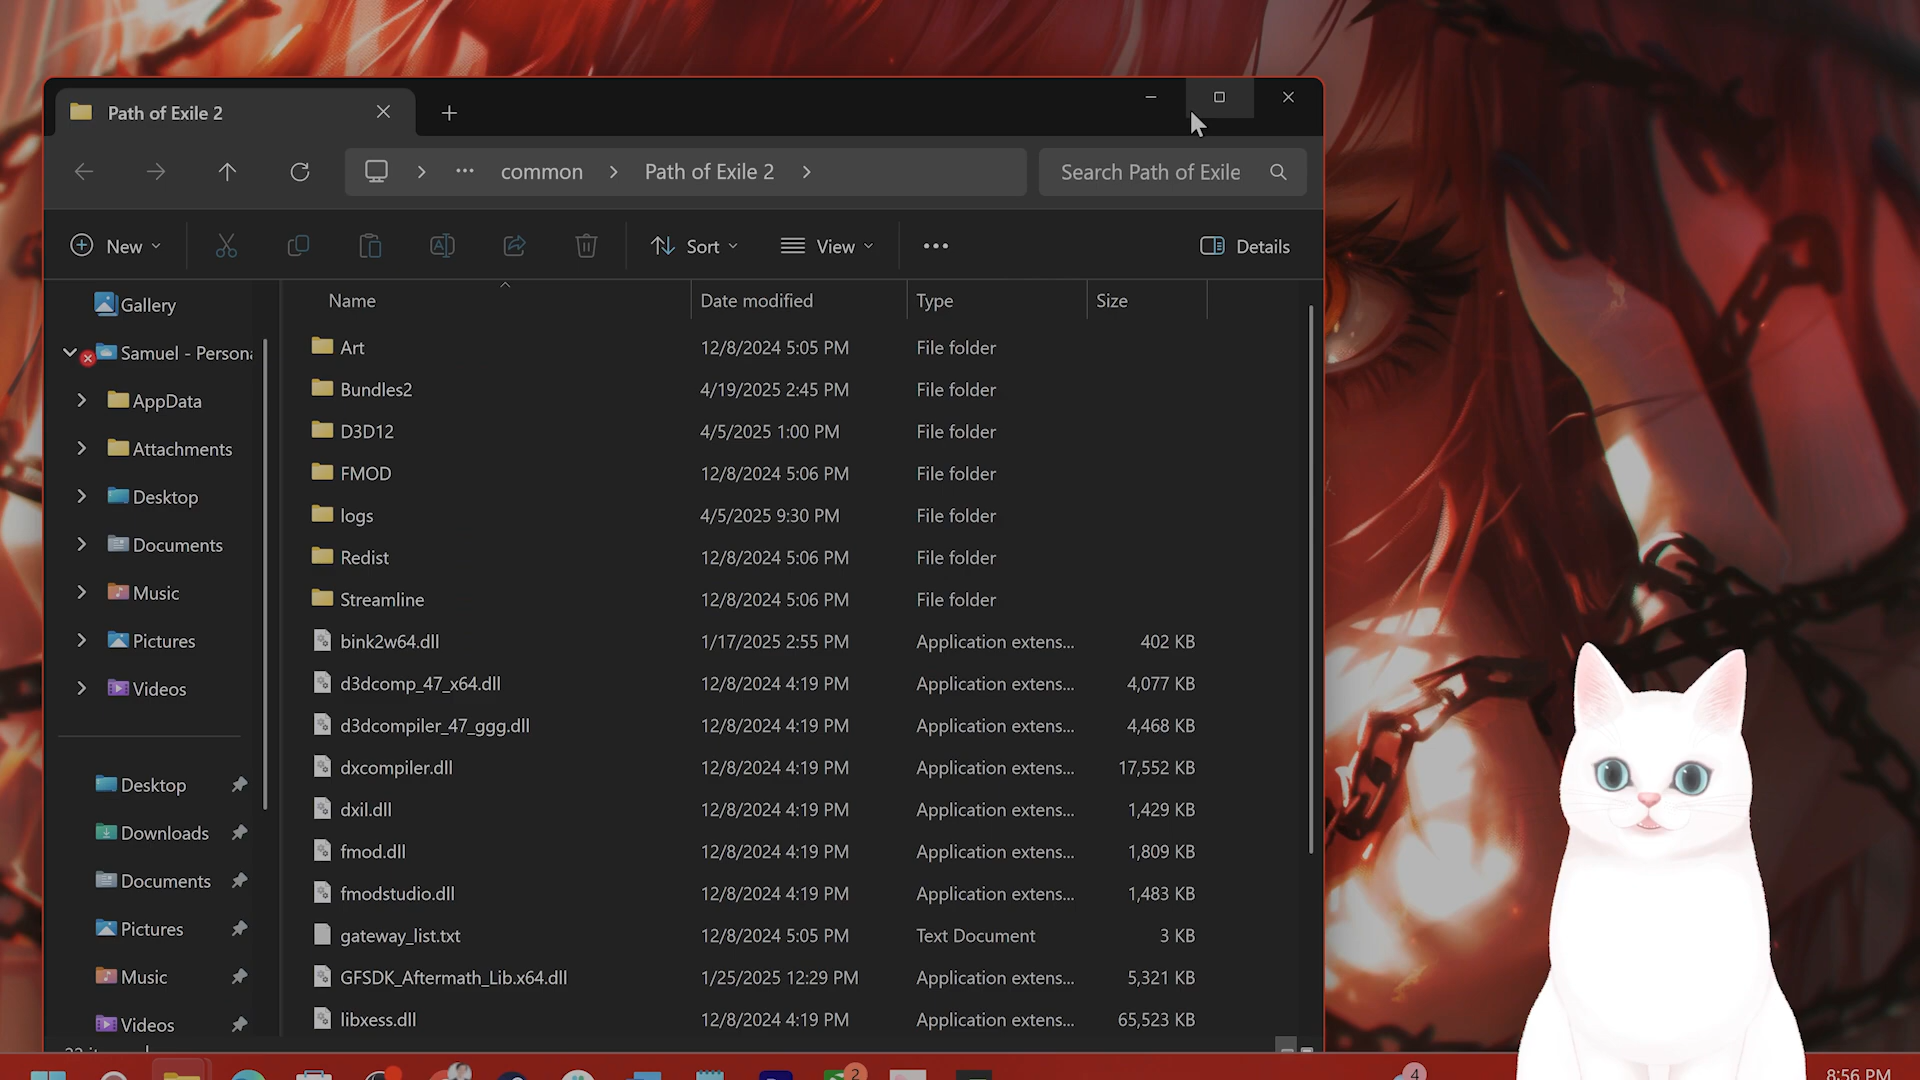 Path of Exile 2
common
Path of Exile 2
Search Path of Exile
New
Sort
View
Details
Name
Date modified
Type
Size
Gallery
Samuel - Persona
AppData
Attachments
Desktop
Documents
Music
Pictures
Videos
Desktop
Downloads
Documents
Pictures
Music
Videos
Art 12/8/2024 5:05 PM File folder
Bundles2 4/19/2025 2:45 PM File folder
D3D12 4/5/2025 1:00 PM File folder
FMOD 12/8/2024 5:06 PM File folder
logs 4/5/2025 9:30 PM File folder
Redist 12/8/2024 5:06 PM File folder
Streamline 12/8/2024 5:06 PM File folder
bink2w64.dll 1/17/2025 2:55 PM Application extens... 402 KB
d3dcomp_47_x64.dll 12/8/2024 4:19 PM Application extens... 4,077 KB
d3dcompiler_47_ggg.dll 12/8/2024 4:19 PM Application extens... 4,468 KB
dxcompiler.dll 12/8/2024 4:19 PM Application extens... 17,552 KB
dxil.dll 12/8/2024 4:19 PM Application extens... 1,429 KB
fmod.dll 12/8/2024 4:19 PM Application extens... 1,809 KB
fmodstudio.dll 12/8/2024 4:19 PM Application extens... 1,483 KB
gateway_list.txt 12/8/2024 5:05 PM Text Document 3 KB
GFSDK_Aftermath_Lib.x64.dll 1/25/2025 12:29 PM Application extens... 5,321 KB
libxess.dll 12/8/2024 4:19 PM Application extens... 65,523 KB
2
4
8:56 PM